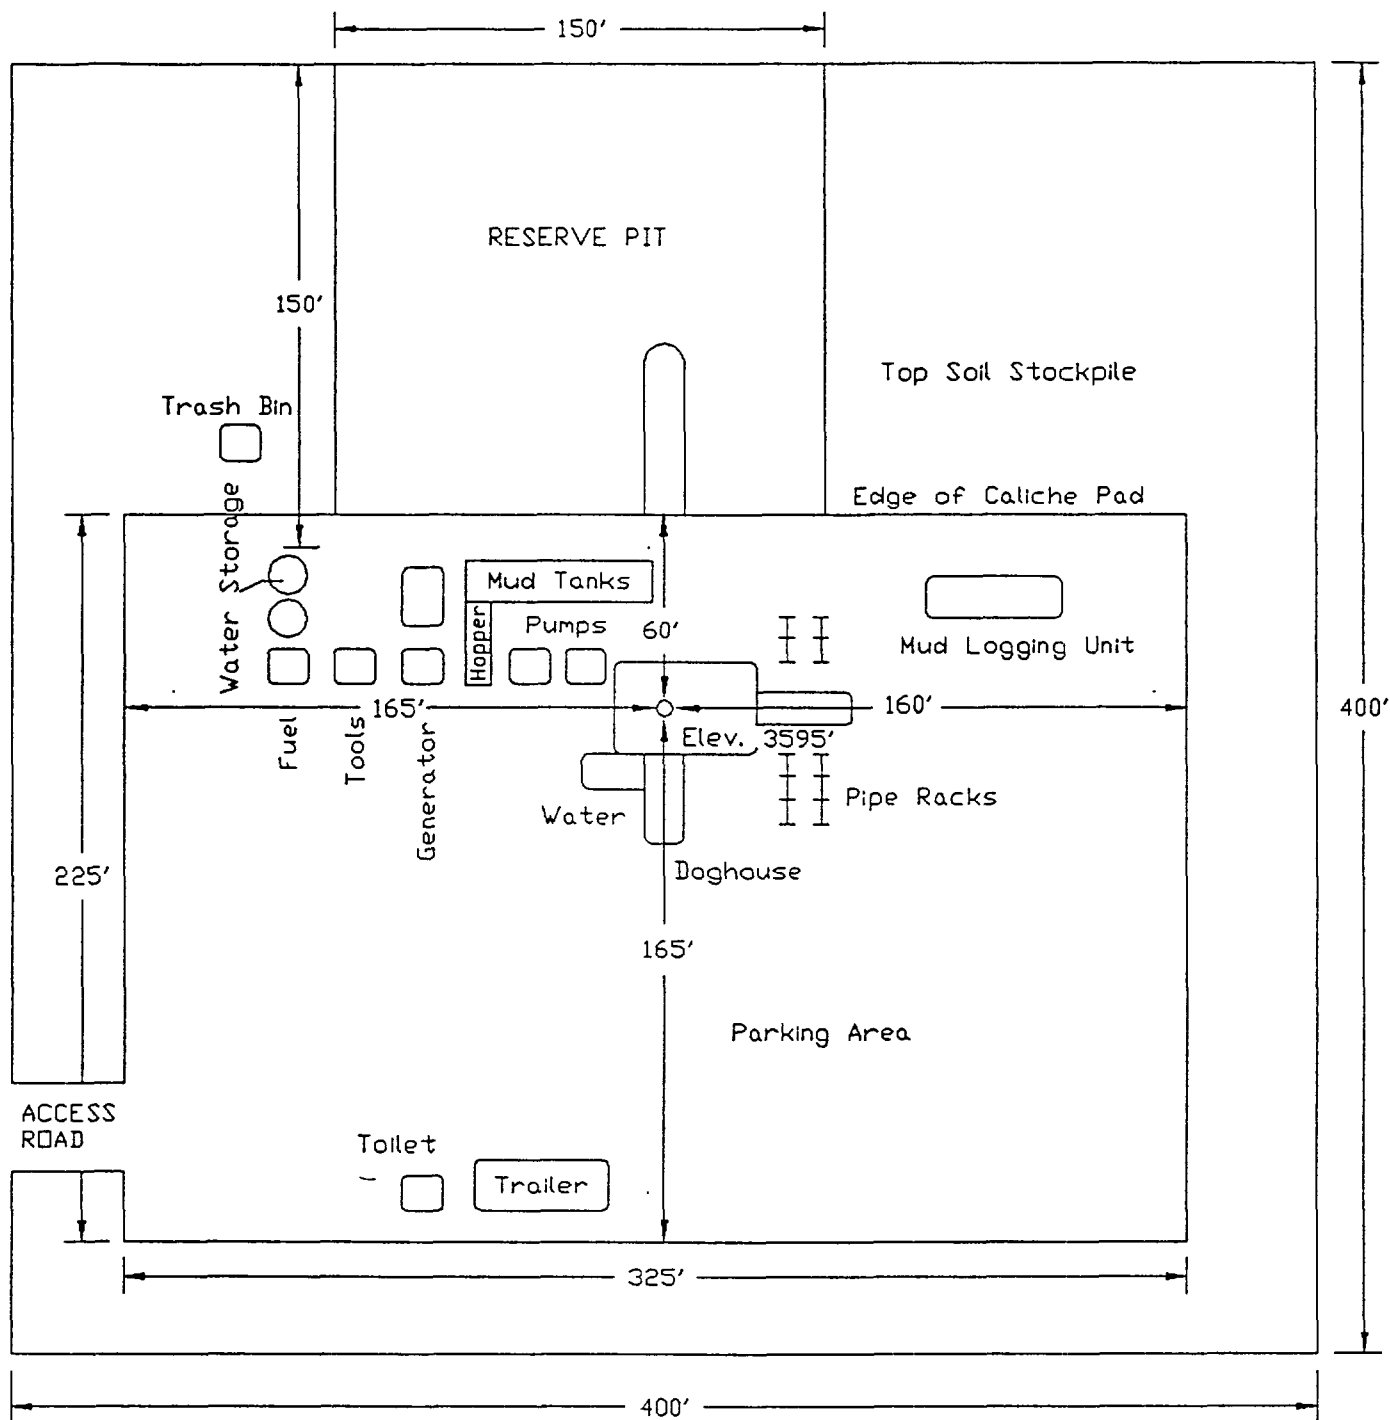 150'
RESERVE PIT
150'
Top Soil Stockpile
Trash Bin
Edge of Caliche Pad
Water Storage
Mud Tanks
Hopper
Pumps
60'
Mud Logging Unit
165'
160'
400'
Fuel
Tools
Generator
Elev. 3595'
Pipe Racks
Water
Doghouse
225'
165'
Parking Area
ACCESS
ROAD
Toilet
Trailer
325'
400'